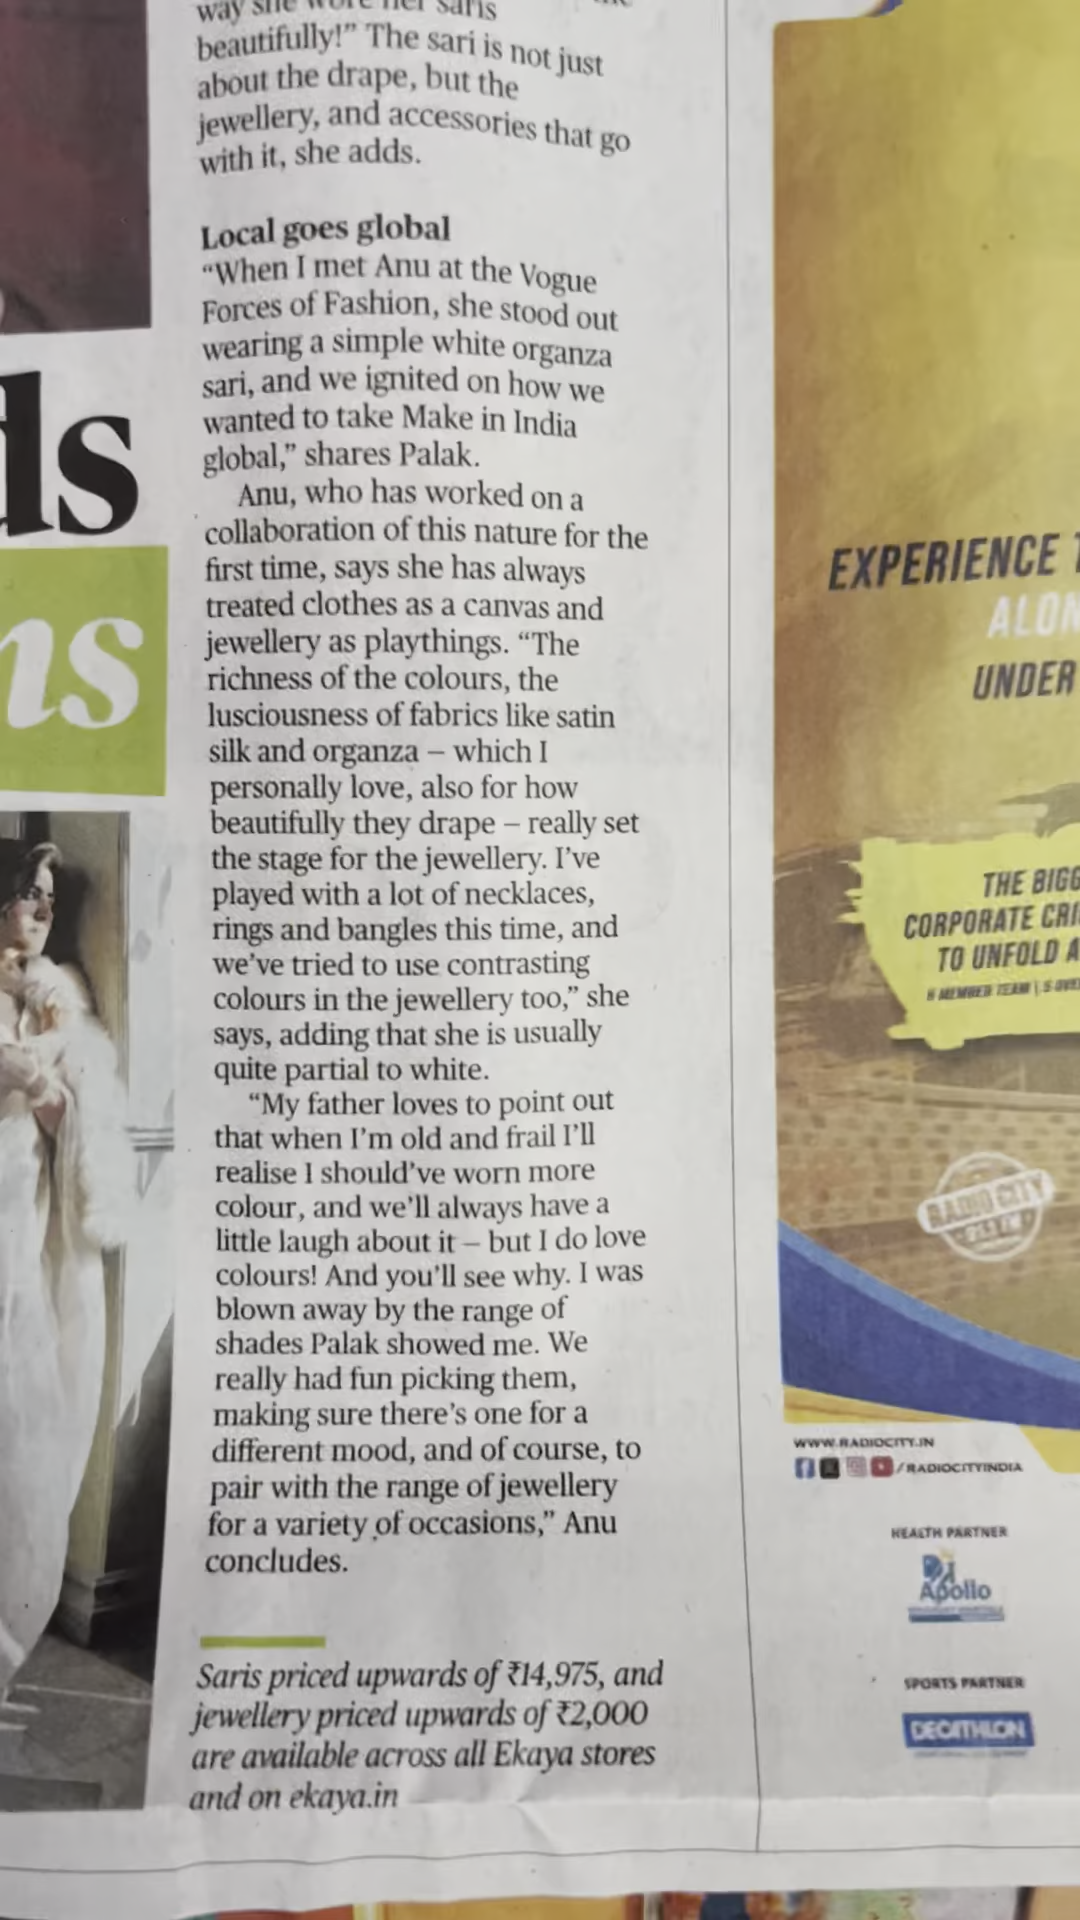 way she wore her saris
beautifully!” The sari is not just
about the drape, but the
jewellery, and accessories that go
with it, she adds.
Local goes global
“When I met Anu at the Vogue
Forces of Fashion, she stood out
wearing a simple white organza
sari, and we ignited on how we
wanted to take Make in India
global,” shares Palak.
Anu, who has worked on a
collaboration of this nature for the
first time, says she has always
treated clothes as a canvas and
jewellery as playthings. “The
richness of the colours, the
lusciousness of fabrics like satin
silk and organza – which I
personally love, also for how
beautifully they drape – really set
the stage for the jewellery. I’ve
played with a lot of necklaces,
rings and bangles this time, and
we’ve tried to use contrasting
colours in the jewellery too,” she
says, adding that she is usually
quite partial to white.
“My father loves to point out
that when I’m old and frail I’ll
realise I should’ve worn more
colour, and we’ll always have a
little laugh about it – but I do love
colours! And you’ll see why. I was
blown away by the range of
shades Palak showed me. We
really had fun picking them,
making sure there’s one for a
different mood, and of course, to
pair with the range of jewellery
for a variety of occasions,” Anu
concludes.
Saris priced upwards of ₹14,975, and
jewellery priced upwards of ₹2,000
are available across all Ekaya stores
and on ekaya.in
ds
ns
EXPERIENCE
ALON
UNDER
THE BIGG
CORPORATE CRI
TO UNFOLD A
6 MEMBER TEAM | 5 OVE
RADIO CITY
WWW.RADIOCITY.IN
/RADIOCITYINDIA
HEALTH PARTNER
Apollo
SPORTS PARTNER
DECATHLON